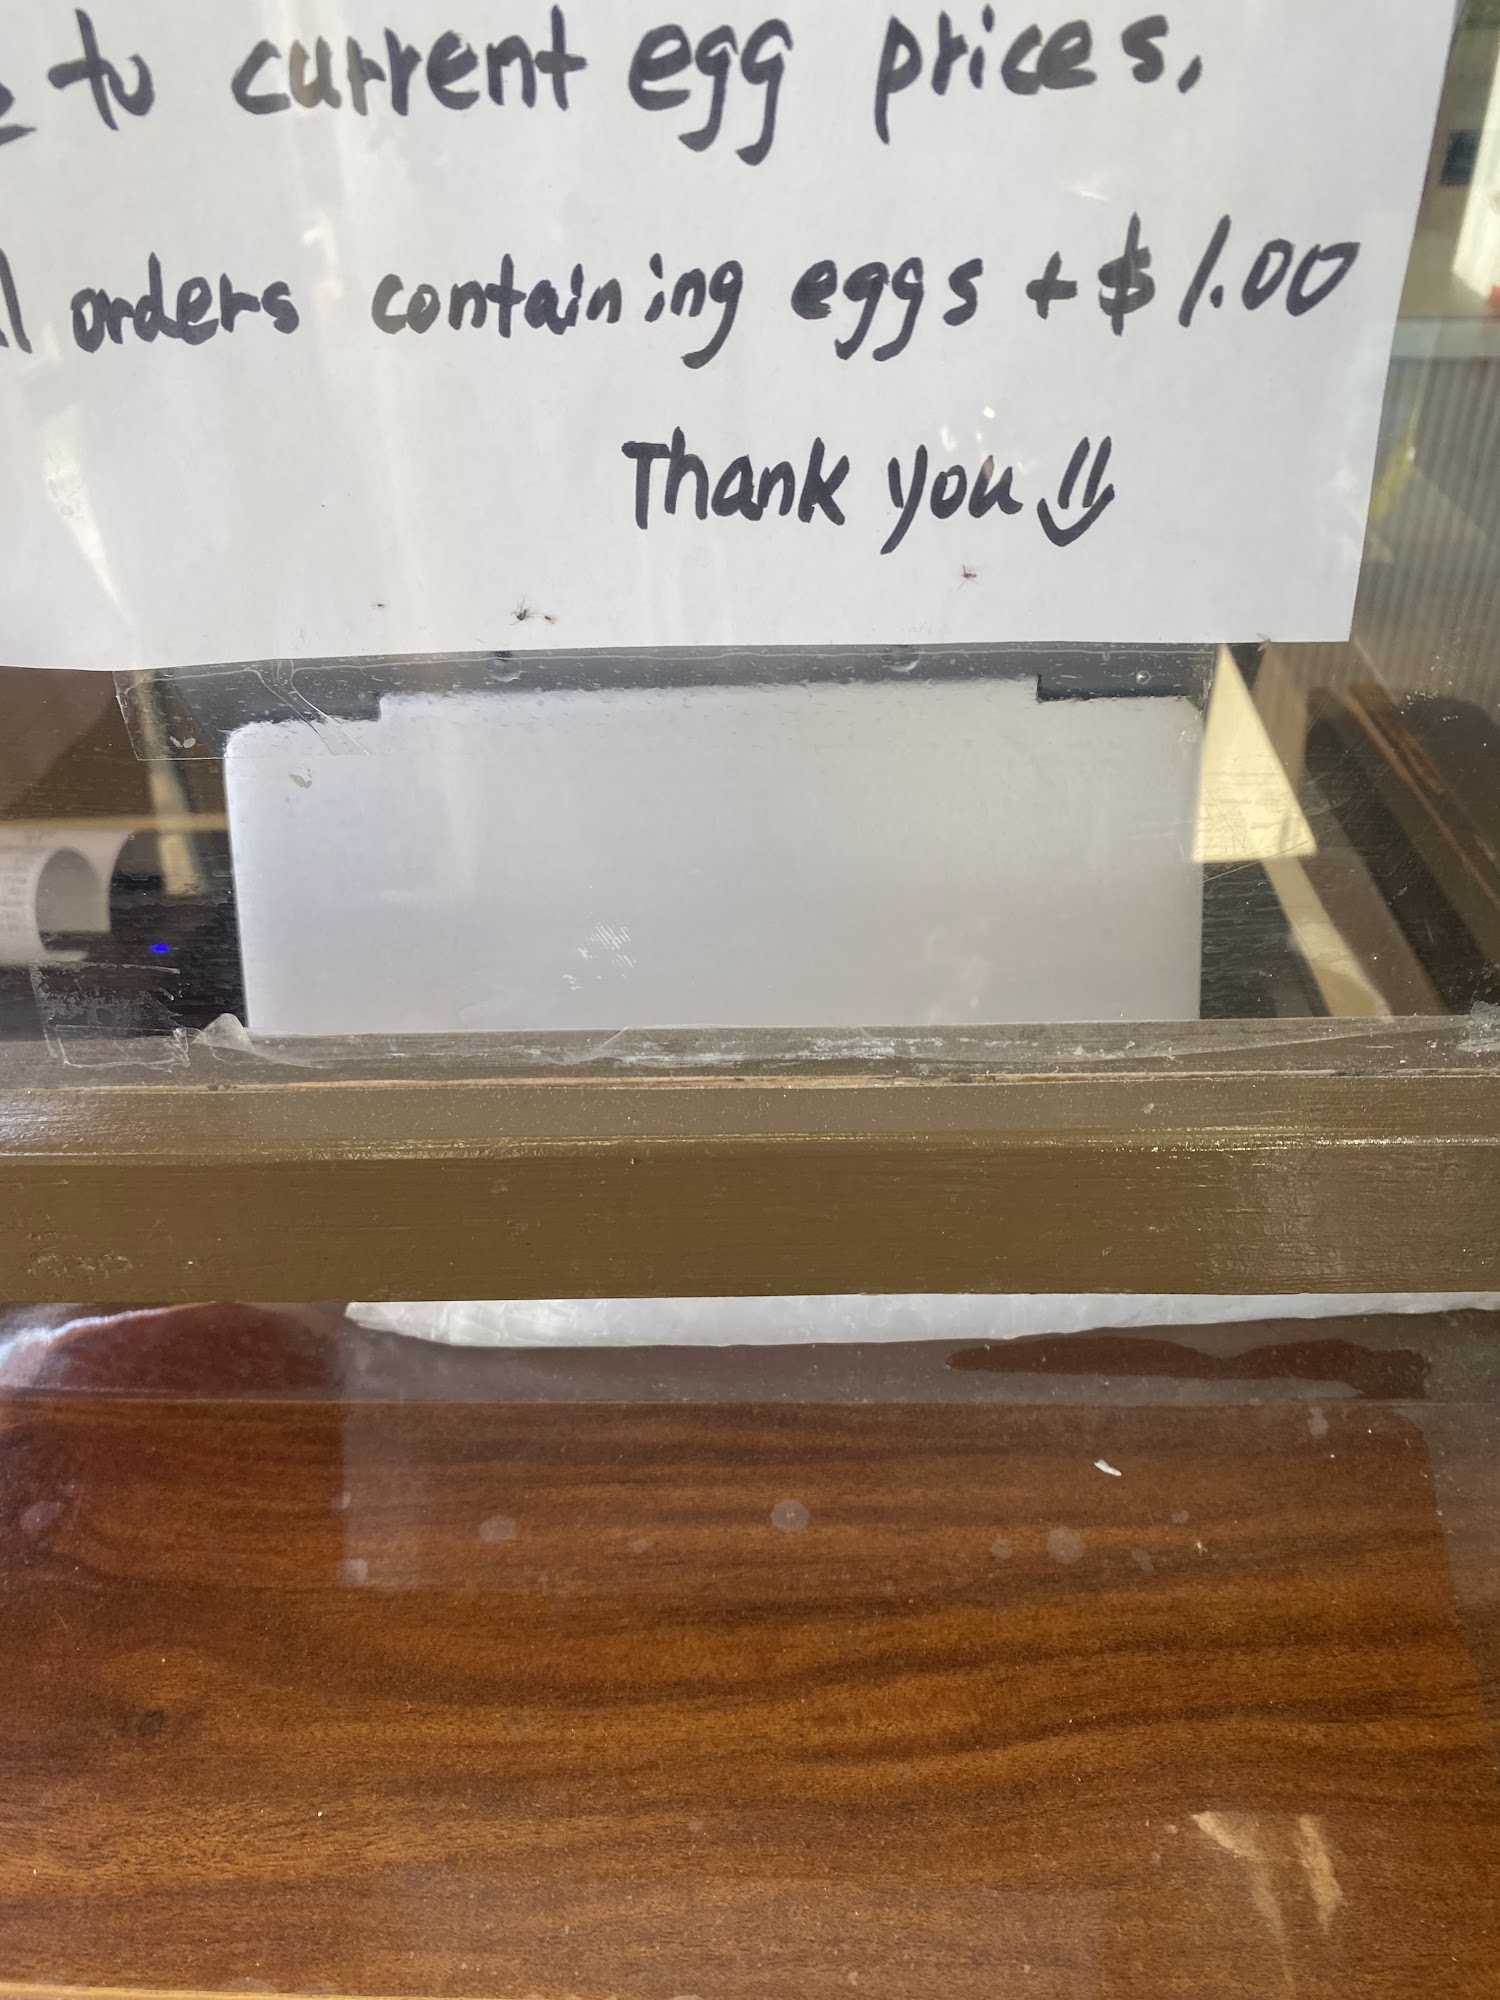 to current egg prices,
orders containing eggs + $1.00
Thank you